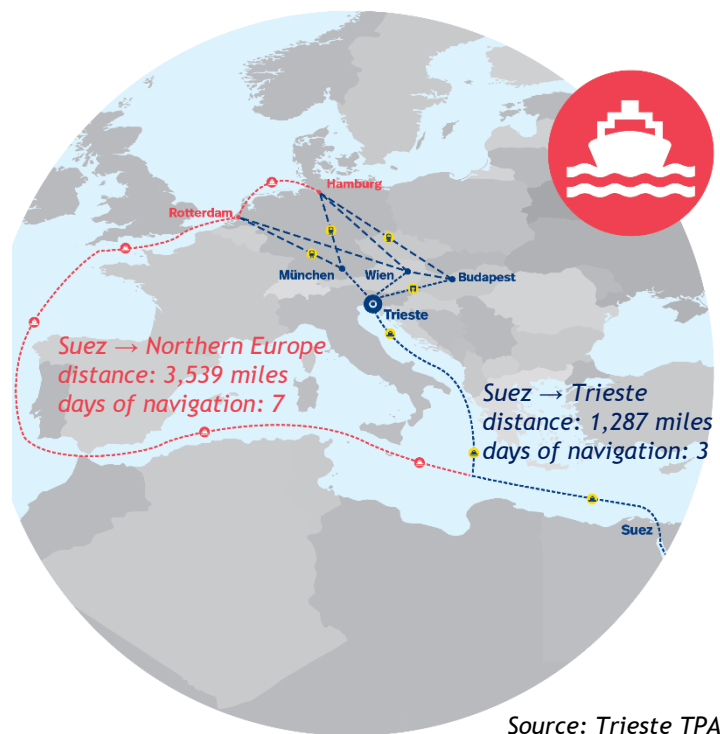 Hamburg
Rotterdam
München
Wien
Budapest
Trieste
Suez → Northern Europe
distance: 3,539 miles
days of navigation: 7
Suez → Trieste
distance: 1,287 miles
days of navigation: 3
Suez
Source: Trieste TPA